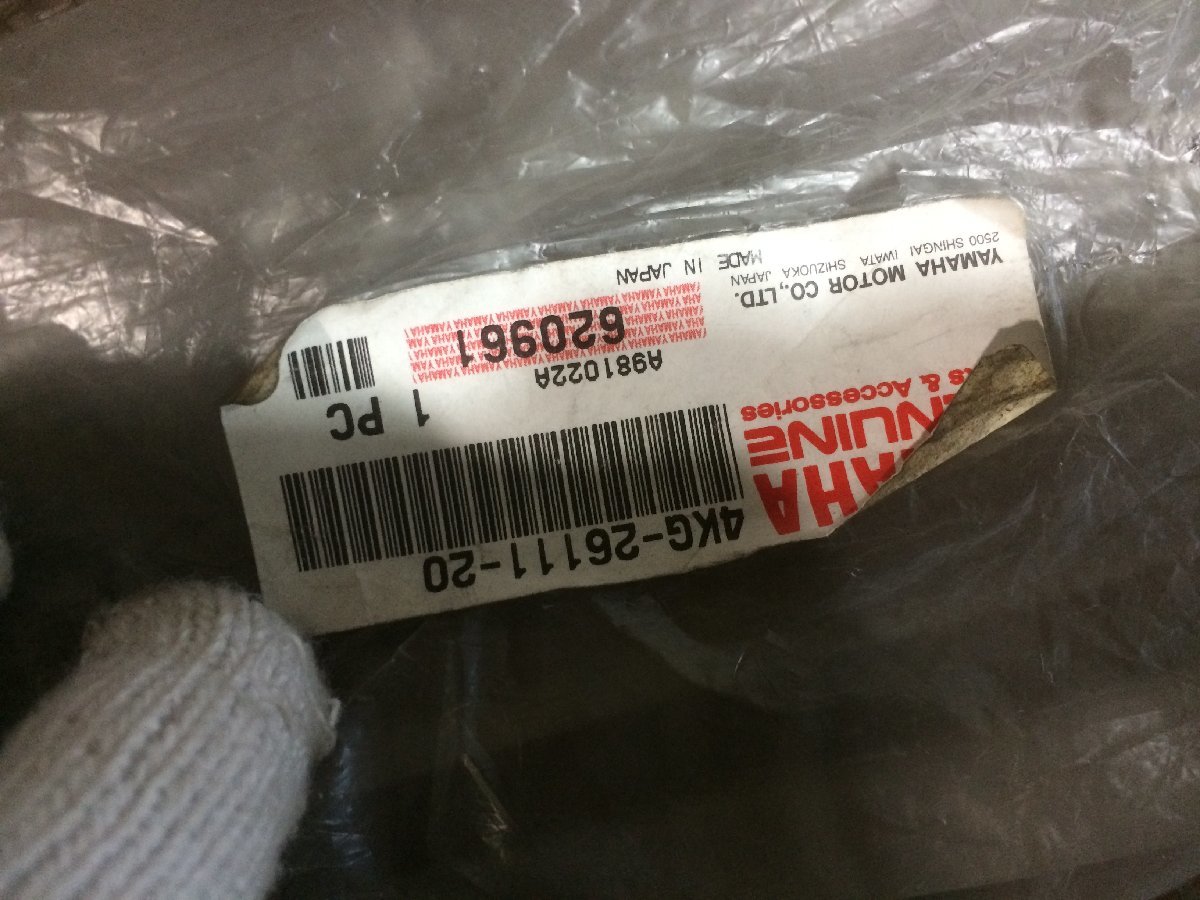 4KG-26111-20
1 PC
A981022A
620961
MADE IN JAPAN
GENUINE
& Accessories
YAMAHA MOTOR CO.,LTD.
2500 SHINGAI IWATA SHIZUOKA JAPAN